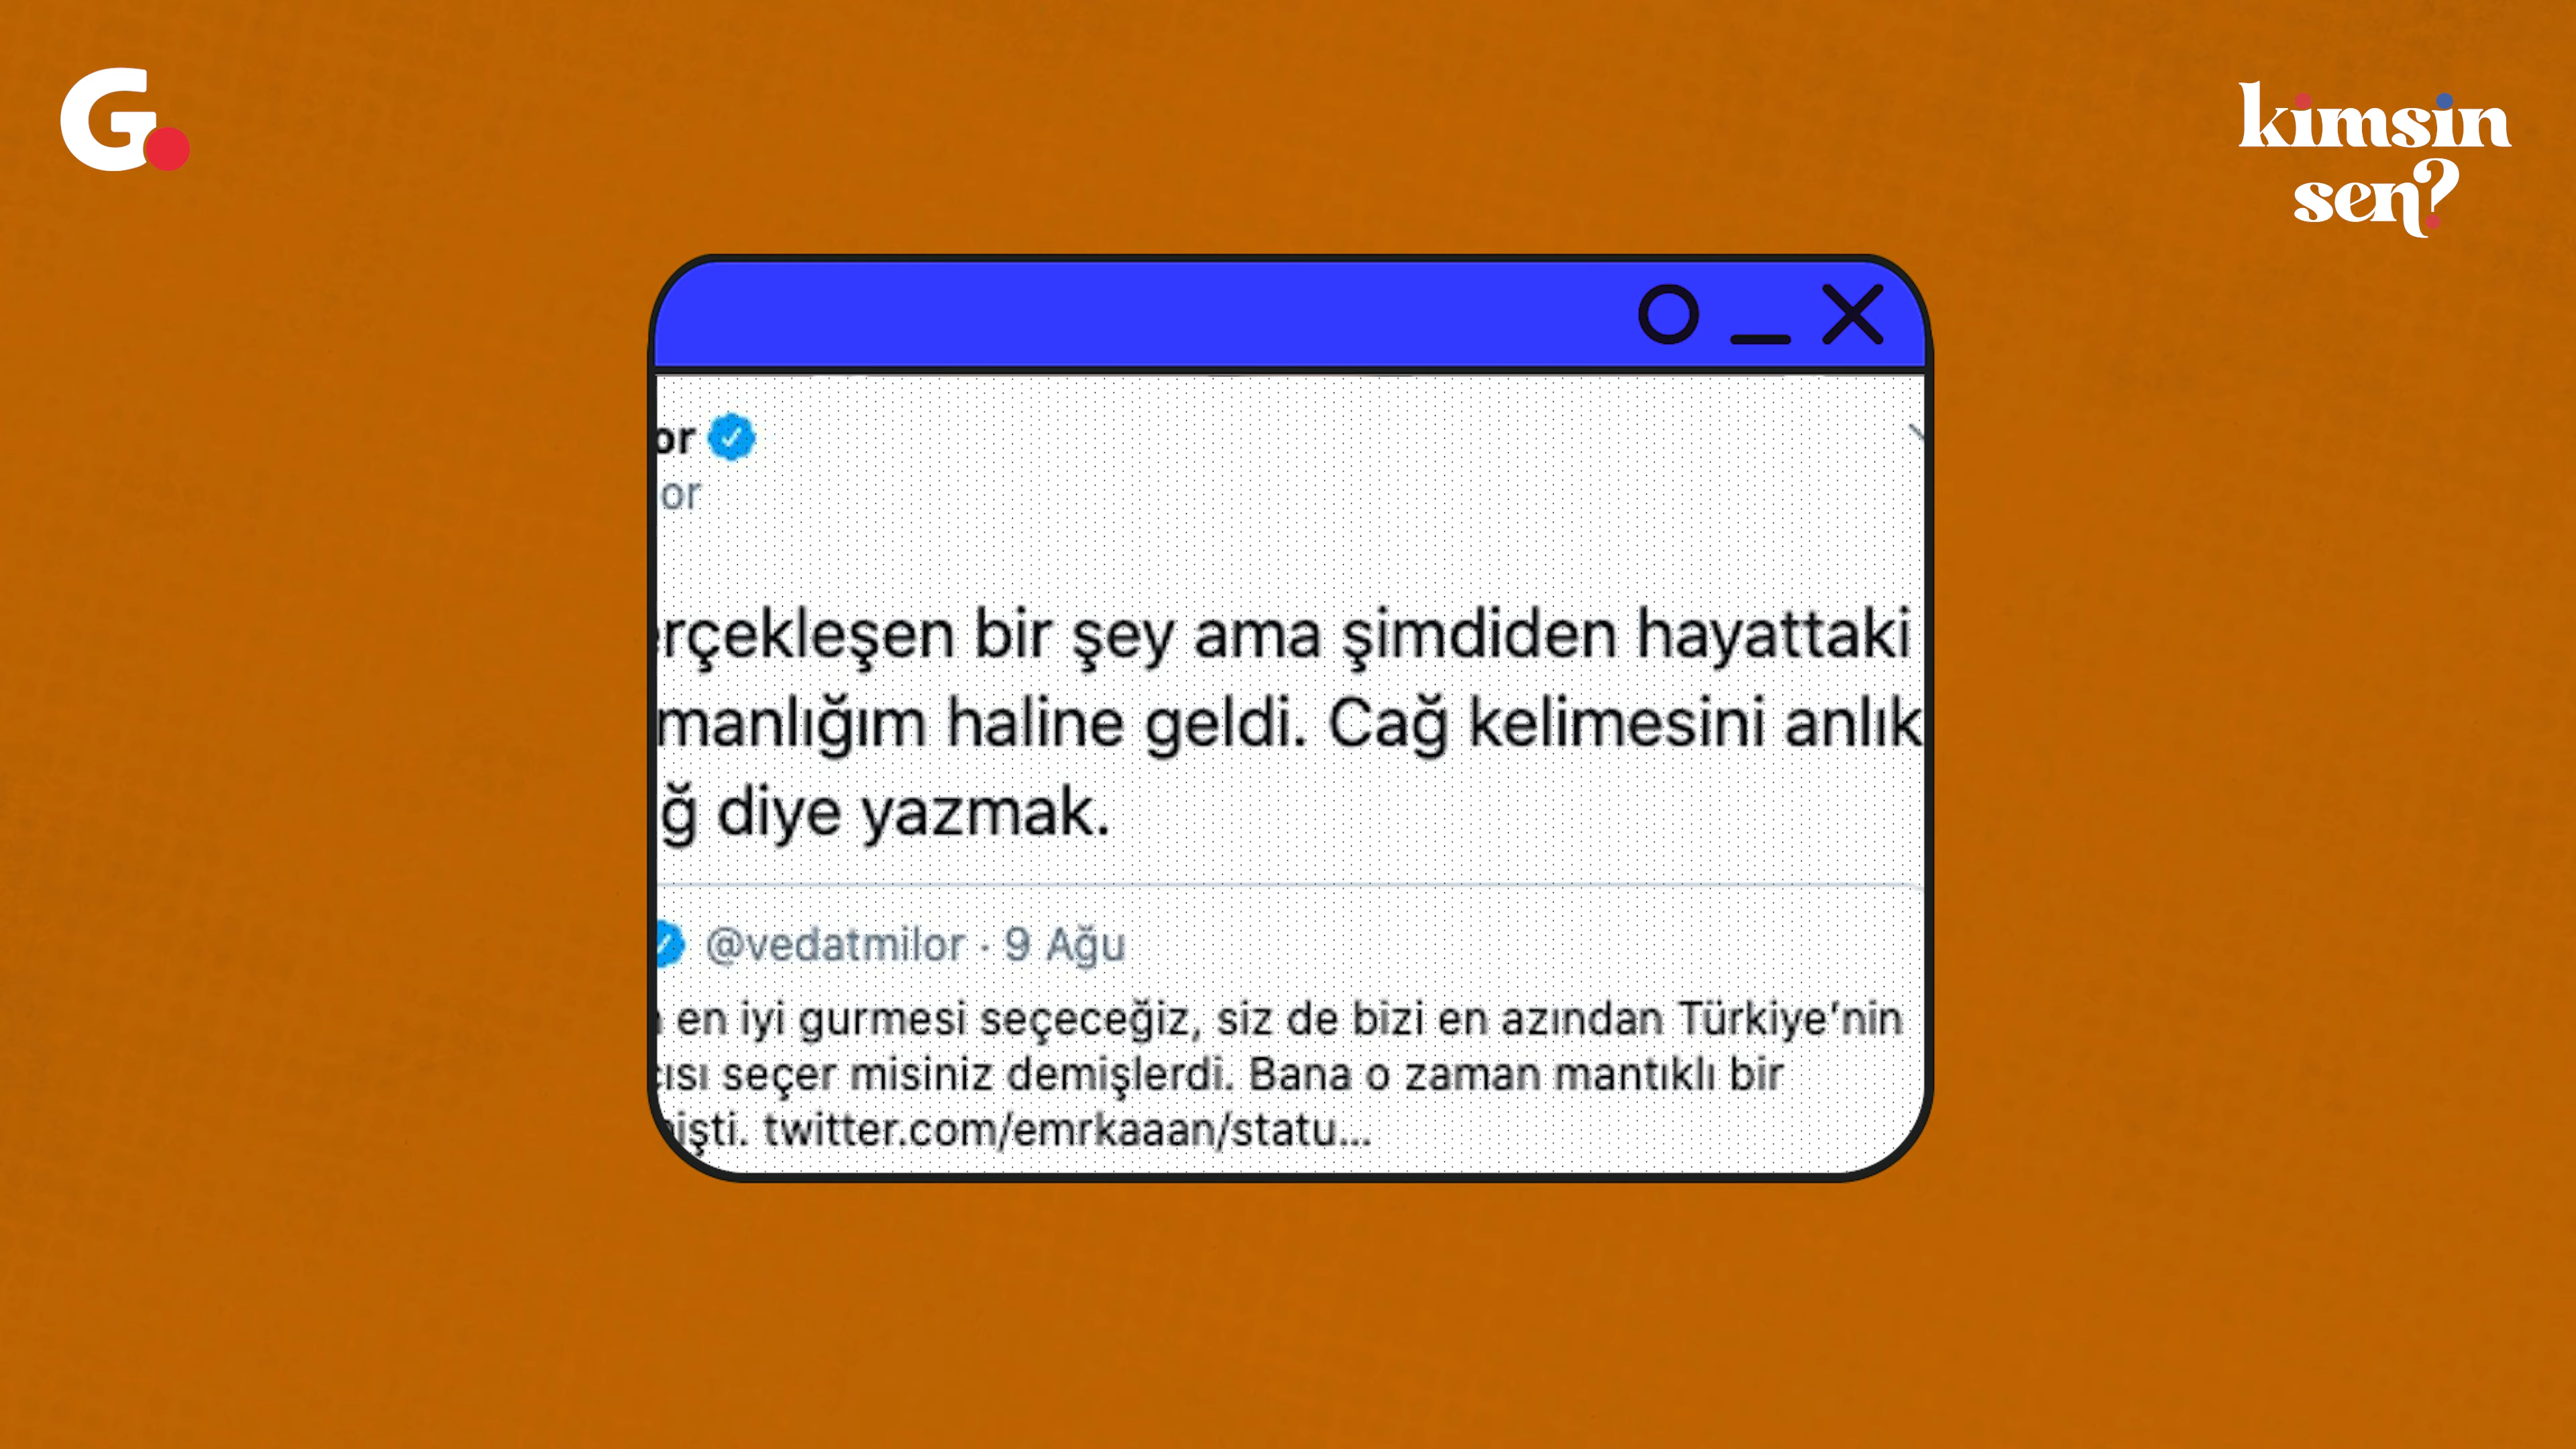 G.
kimsin
sen?
or
or
rçekleşen bir şey ama şimdiden hayattaki
manlığım haline geldi. Cağ kelimesini anlık
ğ diye yazmak.
@vedatmilor · 9 Ağu
en iyi gurmesi seçeceğiz, siz de bizi en azından Türkiye'nin
ısı seçer misiniz demişlerdi. Bana o zaman mantıklı bir
işti. twitter.com/emrkaaan/statu...